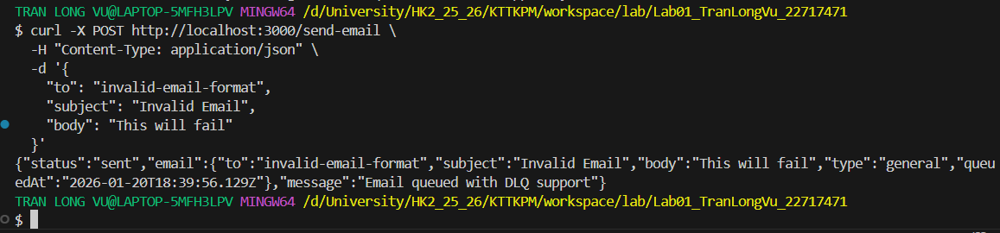 TRAN LONG VU@LAPTOP-5MFH3LPV MINGW64 /d/University/HK2_25_26/KTTKPM/workspace/lab/Lab01_TranLongVu_22717471
$ curl -X POST http://localhost:3000/send-email \
  -H "Content-Type: application/json" \
  -d '{
    "to": "invalid-email-format",
    "subject": "Invalid Email",
    "body": "This will fail"
  }'
{"status":"sent","email":{"to":"invalid-email-format","subject":"Invalid Email","body":"This will fail","type":"general","queu
edAt":"2026-01-20T18:39:56.129Z"},"message":"Email queued with DLQ support"}
TRAN LONG VU@LAPTOP-5MFH3LPV MINGW64 /d/University/HK2_25_26/KTTKPM/workspace/lab/Lab01_TranLongVu_22717471
$